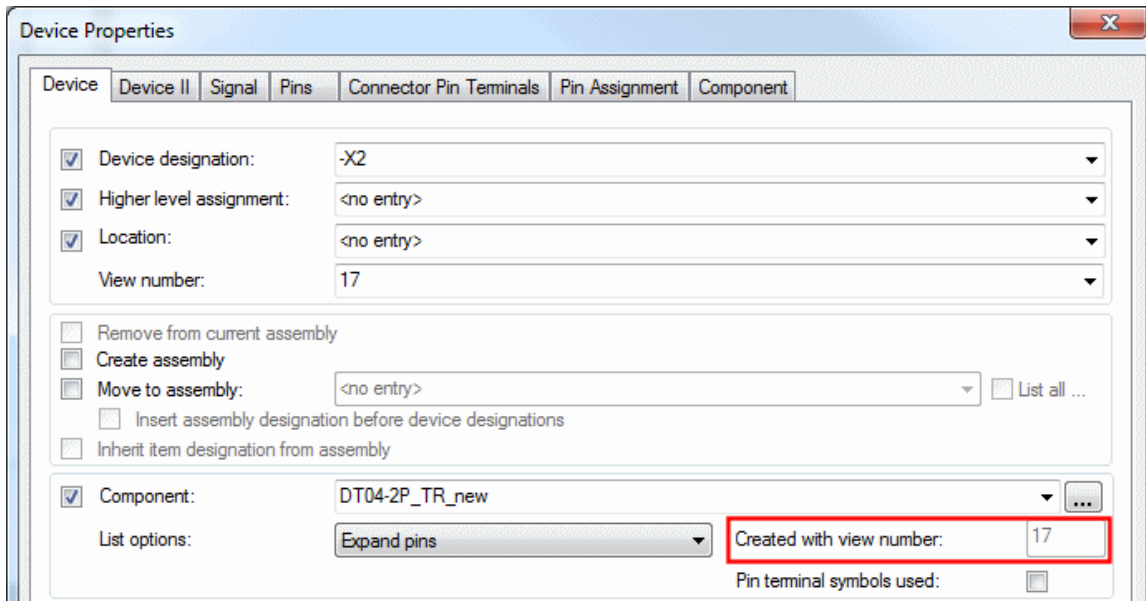 Device Properties
Device Device II Signal Pins Connector Pin Terminals Pin Assignment Component
Device designation: -X2
Higher level assignment: <no entry>
Location: <no entry>
View number: 17
Remove from current assembly
Create assembly
Move to assembly: <no entry> List all ...
Insert assembly designation before device designations
Inherit item designation from assembly
Component: DT04-2P_TR_new ...
List options: Expand pins Created with view number: 17
Pin terminal symbols used: